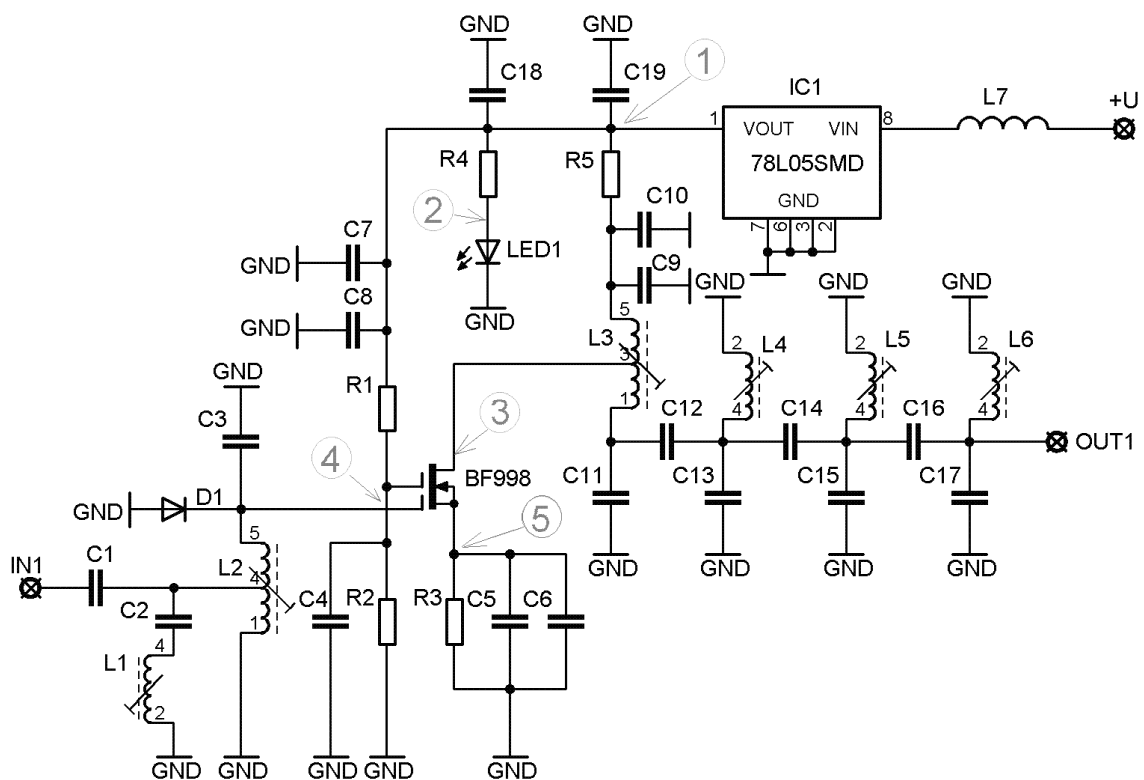 GND GND
C18 C19 1 IC1 L7 +U
1 VOUT VIN 8
R4 R5 78L05SMD
GND
7 6 3 2
2 C10
C7 LED1
GND C9
C8 GND GND GND
GND GND 5
L3 3 2 L4 2 L5 2 L6
GND R1 1 4 4 4
C3 3 C12 C14 C16
OUT1
4 BF998 C11 C13 C15 C17
GND D1
5 5
C1 GND GND GND GND
IN1 L2 4
C2 C4 R2 R3 C5 C6
1
4
L1
2
GND GND GND GND GND